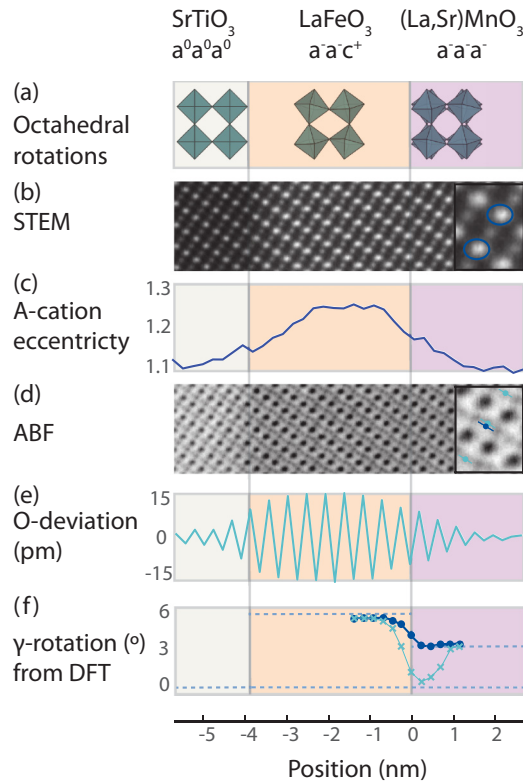 SrTiO₃ LaFeO₃ (La,Sr)MnO₃
a⁰a⁰a⁰ a⁻a⁻c⁺ a⁻a⁻a⁻
(a)
Octahedral
rotations
(b)
STEM
(c)
A-cation
eccentricty
1.3
1.2
1.1
(d)
ABF
(e)
O-deviation
(pm)
15
0
-15
(f)
γ-rotation (º)
from DFT
6
3
0
-5 -4 -3 -2 -1 0 1 2
Position (nm)